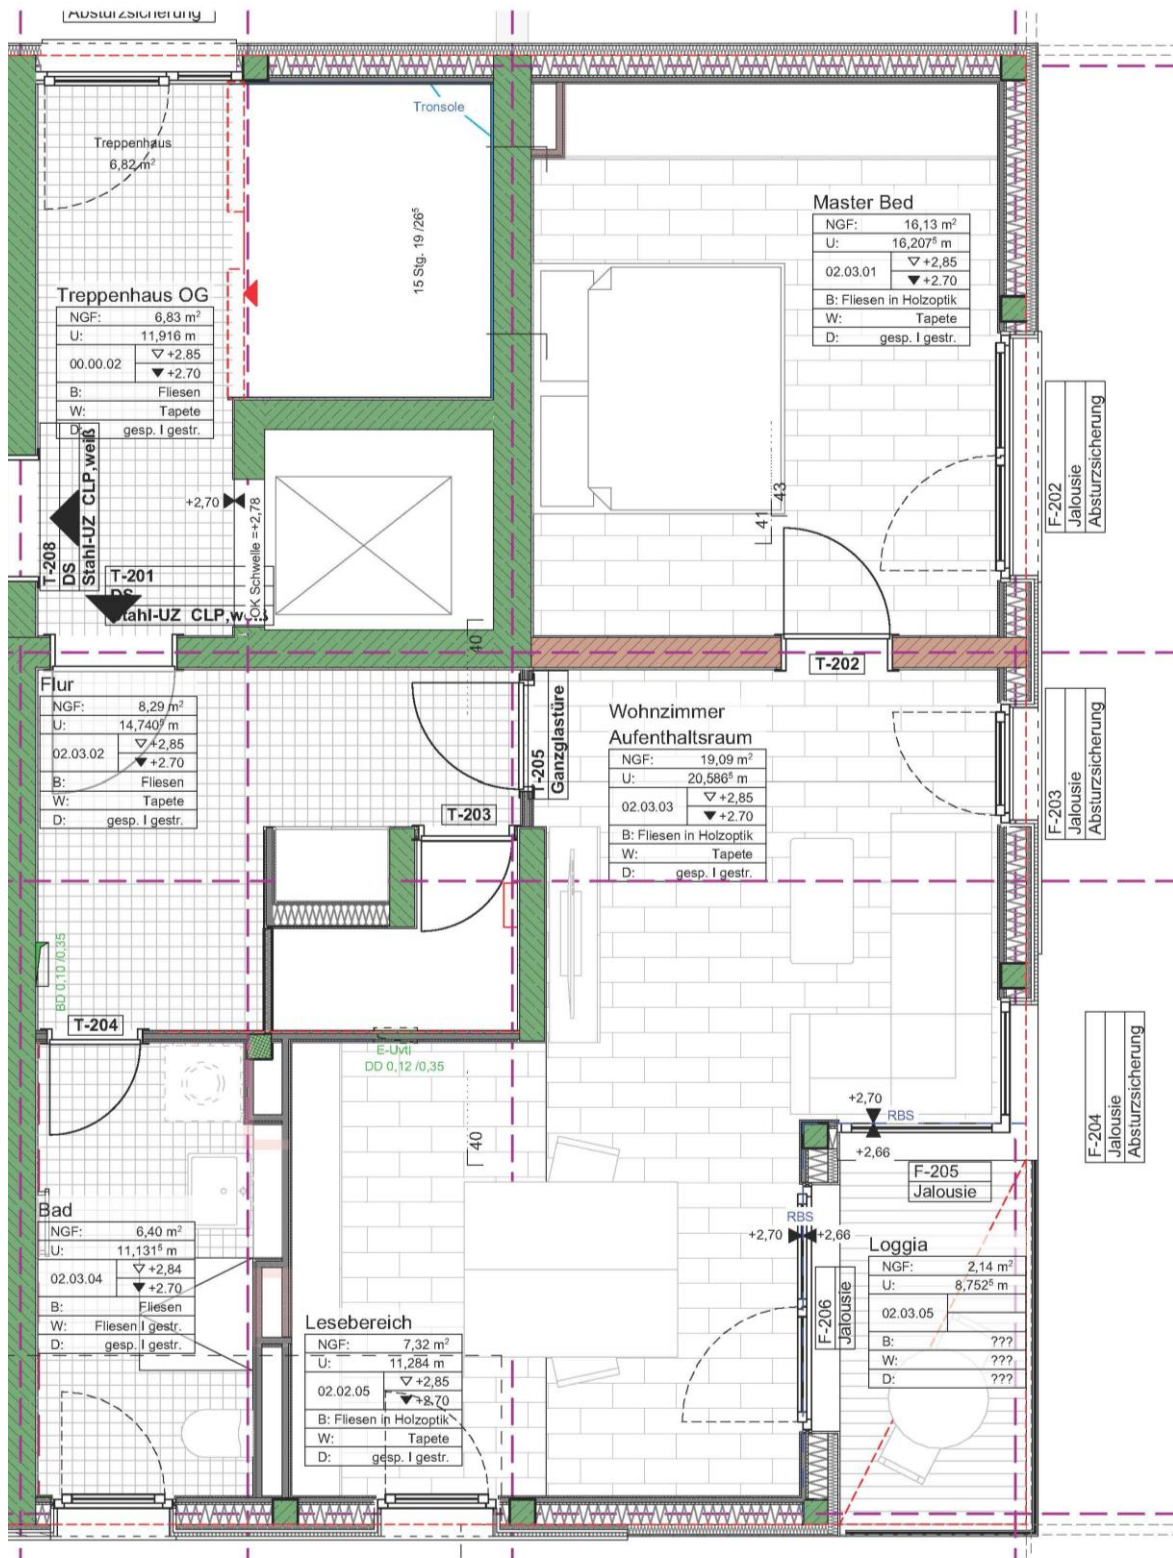 Absturzsicherung
Tronsole
Treppenhaus
6,82 m²
15 Stg. 19 /26⁵
Master Bed
NGF: 16,13 m²
U: 16,207⁵ m
02.03.01 ▽ +2,85
▼ +2.70
B: Fliesen in Holzoptik
W: Tapete
D: gesp. I gestr.
Treppenhaus OG
NGF: 6,83 m²
U: 11,916 m
00.00.02 ▽ +2.85
▼ +2.70
B: Fliesen
W: Tapete
D: gesp. I gestr.
F-202
Jalousie
Absturzsicherung
+2,70
OK Schwelle =+2,78
T-208
DS
Stahl-UZ CLP,weiß
T-201
DS
Stahl-UZ CLP,weiß
43
41
40
T-202
Flur
NGF: 8,29 m²
U: 14,740⁵ m
02.03.02 ▽ +2,85
▼ +2.70
B: Fliesen
W: Tapete
D: gesp. I gestr.
T-205
Ganzglastüre
T-203
Wohnzimmer
Aufenthaltsraum
NGF: 19,09 m²
U: 20,586⁵ m
02.03.03 ▽ +2,85
▼ +2.70
B: Fliesen in Holzoptik
W: Tapete
D: gesp. I gestr.
F-203
Jalousie
Absturzsicherung
BD 0,10 /0,35
T-204
E-Uvti
DD 0,12 /0,35
40
+2,70
RBS
+2,66
F-204
Jalousie
Absturzsicherung
F-205
Jalousie
Bad
NGF: 6,40 m²
U: 11,131⁵ m
02.03.04 ▽ +2,84
▼ +2.70
B: Fliesen
W: Fliesen I gestr.
D: gesp. I gestr.
RBS
+2,70 +2,66
F-206
Jalousie
Loggia
NGF: 2,14 m²
U: 8,752⁵ m
02.03.05
B: ???
W: ???
D: ???
Lesebereich
NGF: 7,32 m²
U: 11,284 m
02.02.05 ▽ +2,85
▼ +2.70
B: Fliesen in Holzoptik
W: Tapete
D: gesp. I gestr.